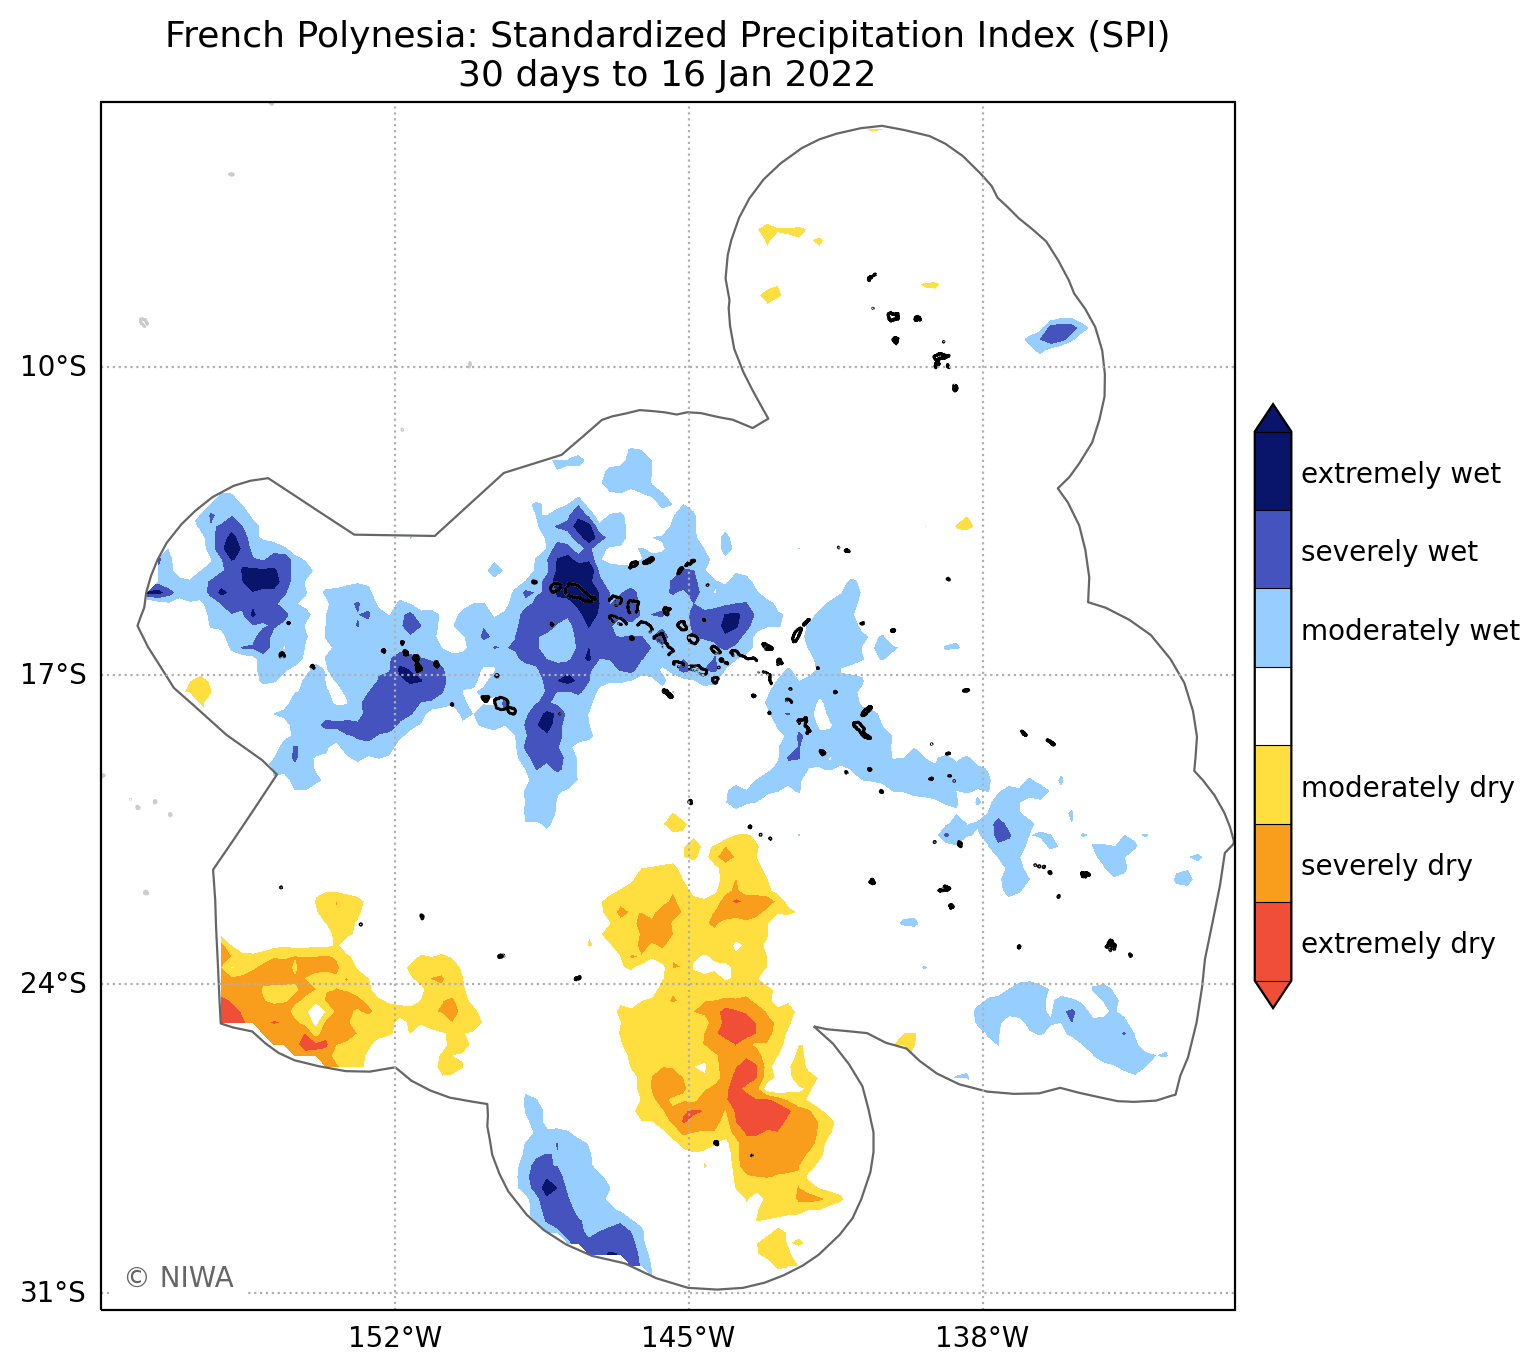 French Polynesia: Standardized Precipitation Index (SPI)
30 days to 16 Jan 2022
10°S
17°S
24°S
31°S
152°W
145°W
138°W
extremely wet
severely wet
moderately wet
moderately dry
severely dry
extremely dry
© NIWA